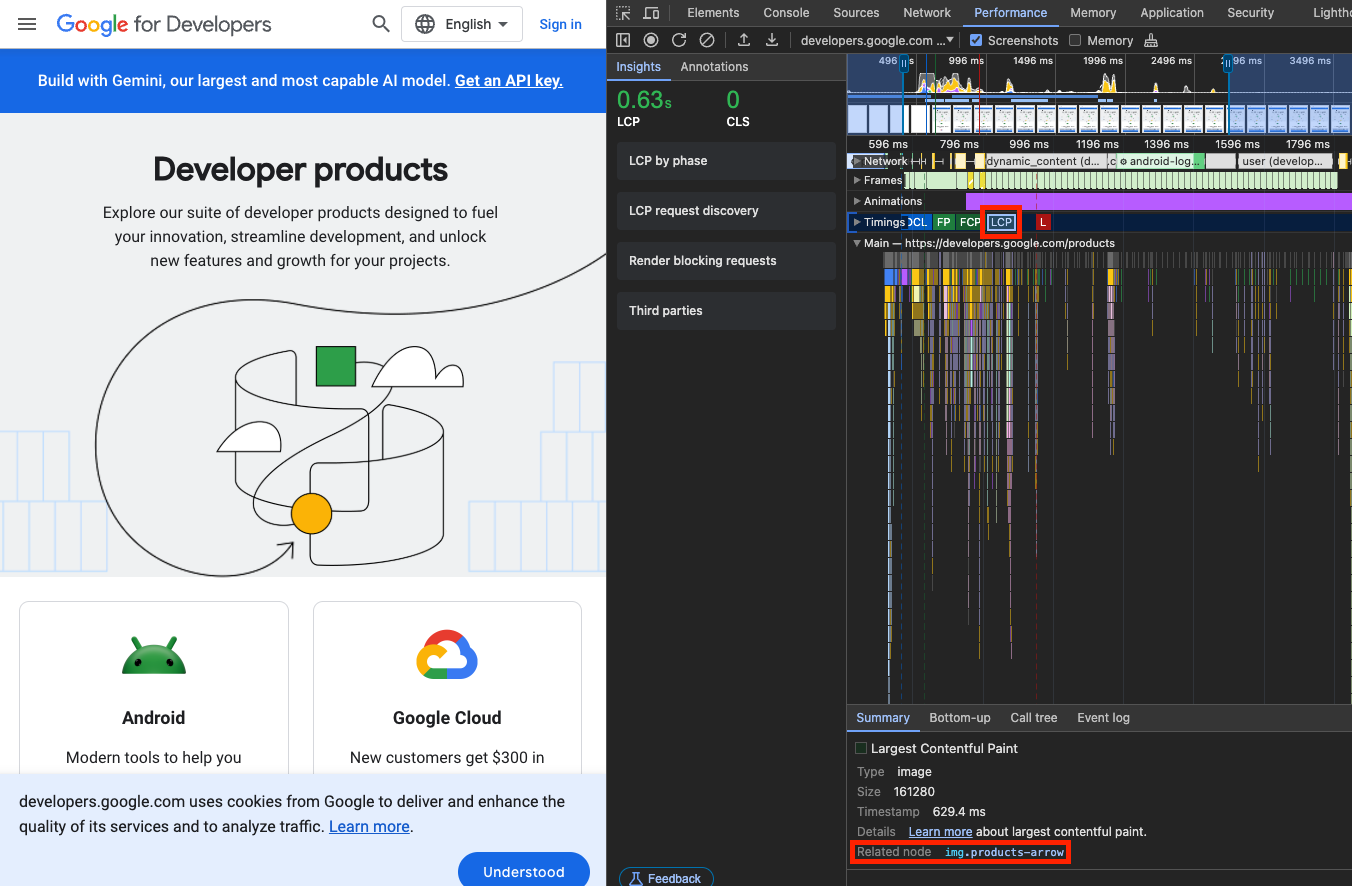 Google for Developers
English
Sign in
Build with Gemini, our largest and most capable AI model. Get an API key.
Developer products
Explore our suite of developer products designed to fuel
your innovation, streamline development, and unlock
new features and growth for your projects.
Android
Google Cloud
Modern tools to help you
New customers get $300 in
developers.google.com uses cookies from Google to deliver and enhance the
quality of its services and to analyze traffic. Learn more.
Understood
Elements Console Sources Network Performance Memory Application Security Lightho
developers.google.com ... Screenshots Memory
Insights Annotations
0.63s
LCP
0
CLS
LCP by phase
LCP request discovery
Render blocking requests
Third parties
Feedback
496 s 996 ms 1496 ms 1996 ms 2496 ms 96 ms 3496 ms
596 ms 796 ms 996 ms 1196 ms 1396 ms 1596 ms 1796 ms
Network dynamic_content (d... .c android-log... user (develop...
Frames
Animations
Timings DCL FP FCP LCP L
Main — https://developers.google.com/products
Summary Bottom-up Call tree Event log
Largest Contentful Paint
Type image
Size 161280
Timestamp 629.4 ms
Details Learn more about largest contentful paint.
Related node img.products-arrow